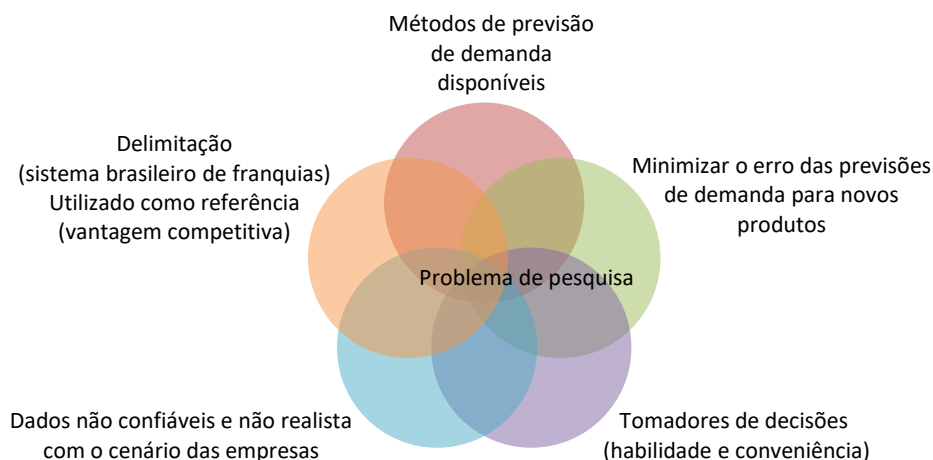 Métodos de previsão
de demanda
disponíveis
Delimitação
(sistema brasileiro de franquias)
Utilizado como referência
(vantagem competitiva)
Minimizar o erro das previsões
de demanda para novos
produtos
Problema de pesquisa
Dados não confiáveis e não realista
com o cenário das empresas
Tomadores de decisões
(habilidade e conveniência)